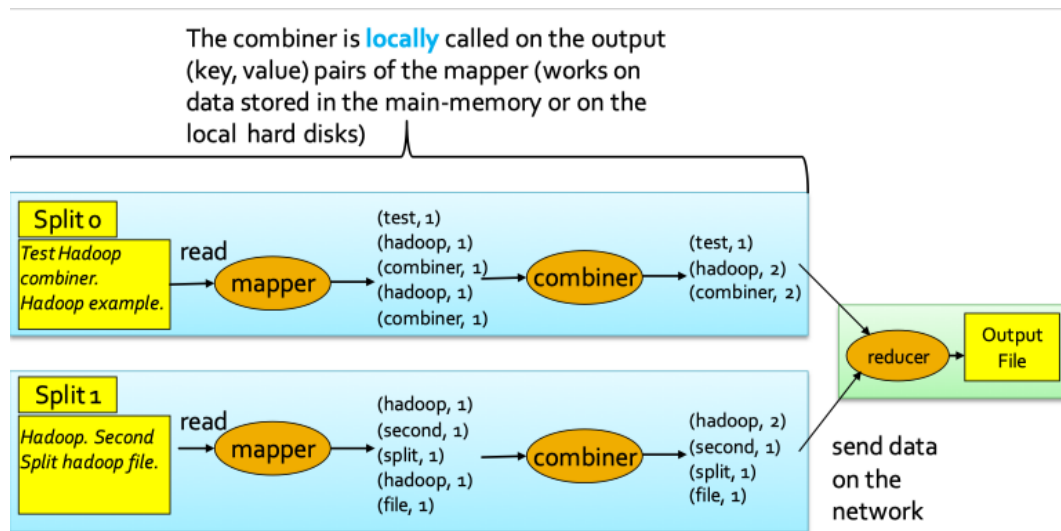 The combiner is locally called on the output
(key, value) pairs of the mapper (works on
data stored in the main-memory or on the
local hard disks)
Split 0
Test Hadoop
combiner.
Hadoop example.
read
mapper
(test, 1)
(hadoop, 1)
(combiner, 1)
(hadoop, 1)
(combiner, 1)
combiner
(test, 1)
(hadoop, 2)
(combiner, 2)
reducer
Output
File
Split 1
Hadoop. Second
Split hadoop file.
read
mapper
(hadoop, 1)
(second, 1)
(split, 1)
(hadoop, 1)
(file, 1)
combiner
(hadoop, 2)
(second, 1)
(split, 1)
(file, 1)
send data
on the
network